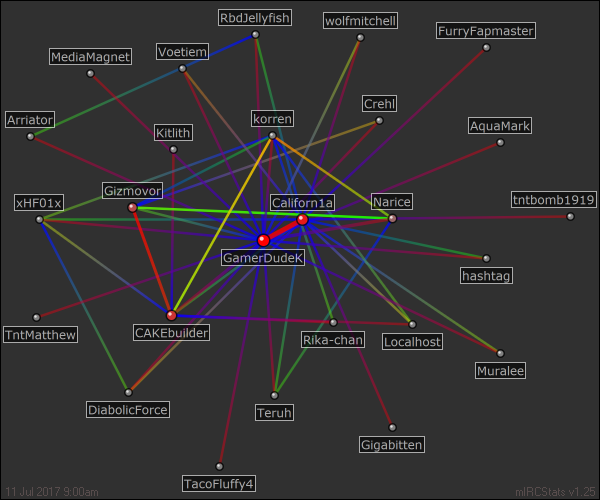 RbdJellyfish
wolfmitchell
FurryFapmaster
Voetiem
MediaMagnet
Crehl
korren
Arriator
Kitlith
AquaMark
Gizmovor
Californ1a
Narice
xHF01x
tntbomb1919
GamerDudeK
hashtag
TntMatthew
CAKEbuilder
Rika-chan
Localhost
Muralee
DiabolicForce
Teruh
Gigabitten
TacoFluffy4
11 Jul 2017 9:00am
mIRCStats v1.25